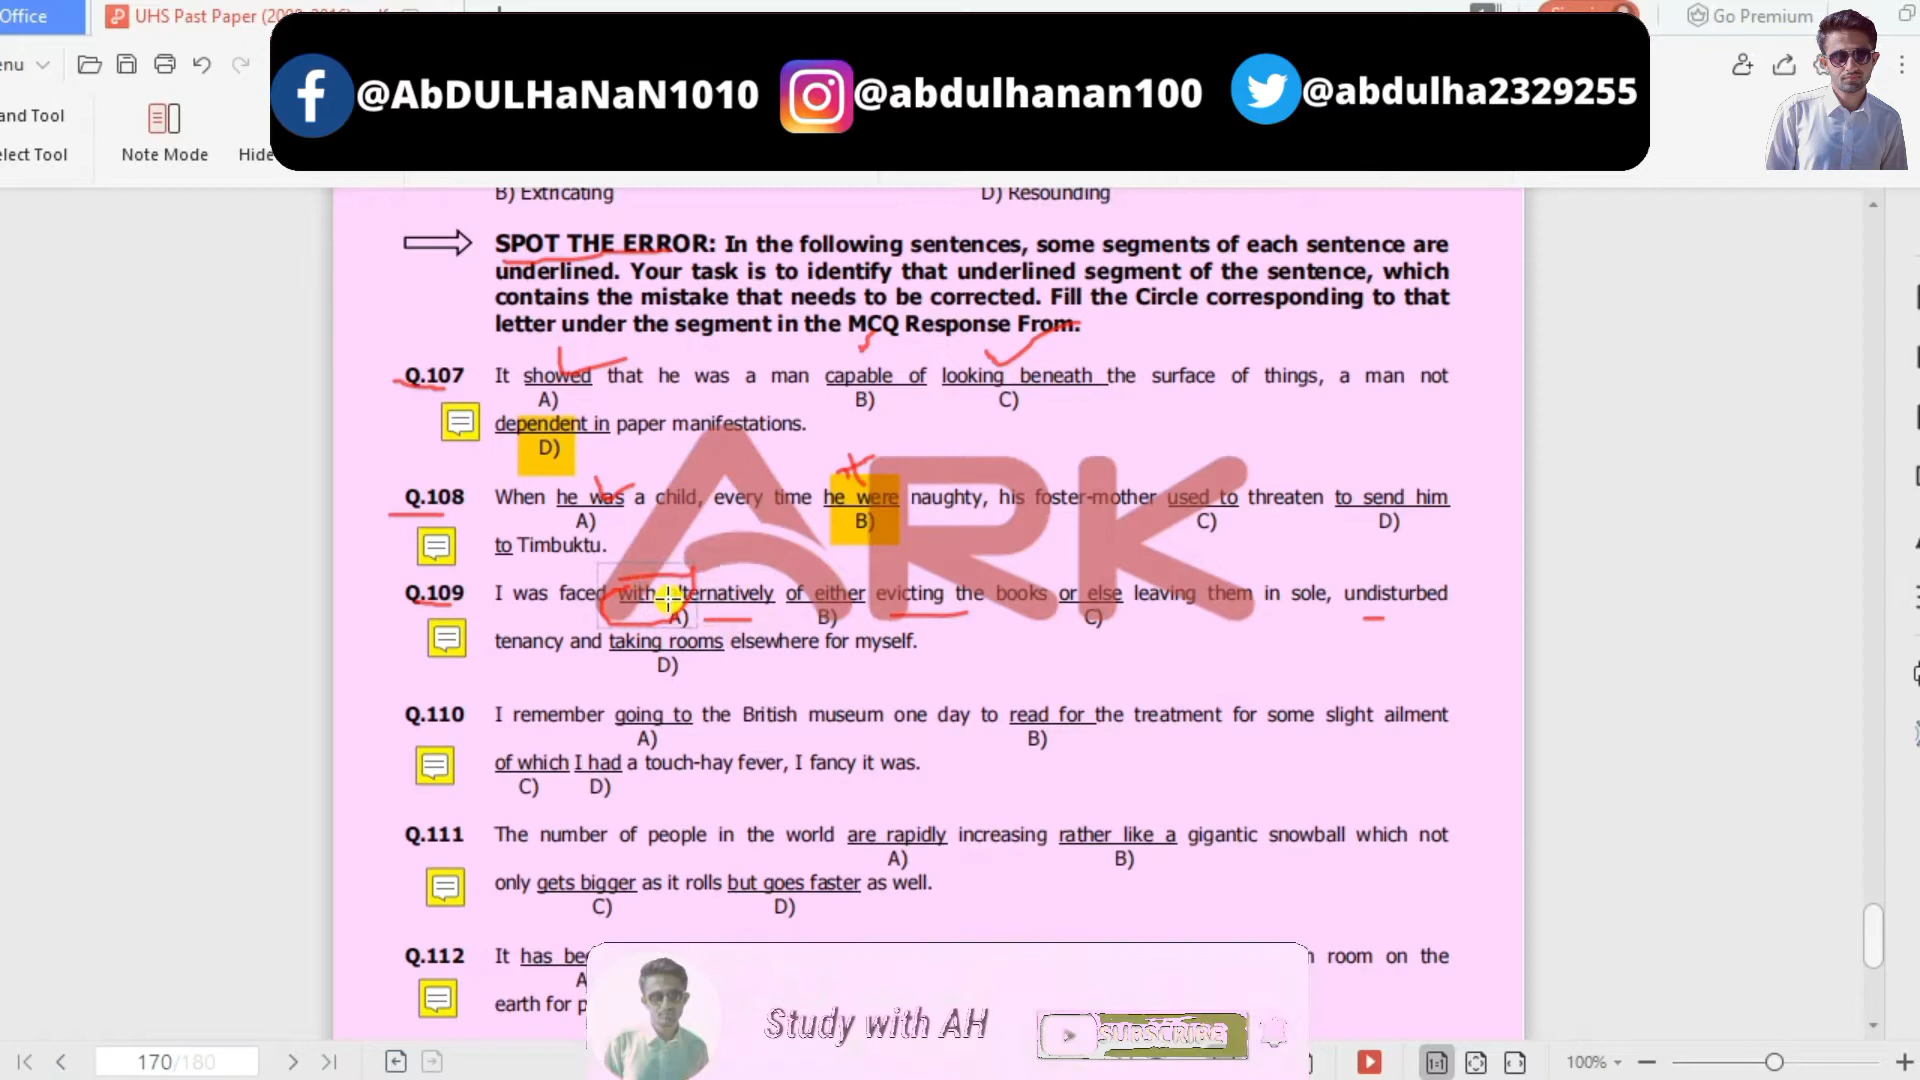 Office
UHS Past Paper (
Go Premium
enu
@AbDULHaNaN1010 @abdulhanan100 @abdulha2329255
and Tool
elect Tool
Note Mode
Hide
B) Extricating D) Resounding
SPOT THE ERROR: In the following sentences, some segments of each sentence are
underlined. Your task is to identify that underlined segment of the sentence, which
contains the mistake that needs to be corrected. Fill the Circle corresponding to that
letter under the segment in the MCQ Response From.
Q.107 It showed that he was a man capable of looking beneath the surface of things, a man not
A) B) C)
dependent in paper manifestations.
D)
Q.108 When he was a child, every time he were naughty, his foster-mother used to threaten to send him
A) B) C) D)
to Timbuktu.
Q.109 I was faced with alternatively of either evicting the books or else leaving them in sole, undisturbed
A) B) C)
tenancy and taking rooms elsewhere for myself.
D)
Q.110 I remember going to the British museum one day to read for the treatment for some slight ailment
A) B)
of which I had a touch-hay fever, I fancy it was.
C) D)
Q.111 The number of people in the world are rapidly increasing rather like a gigantic snowball which not
A) B)
only gets bigger as it rolls but goes faster as well.
C) D)
Q.112 It has be room on the
earth for p
ARK
Study with AH
SUBSCRIBE
170/180
100%